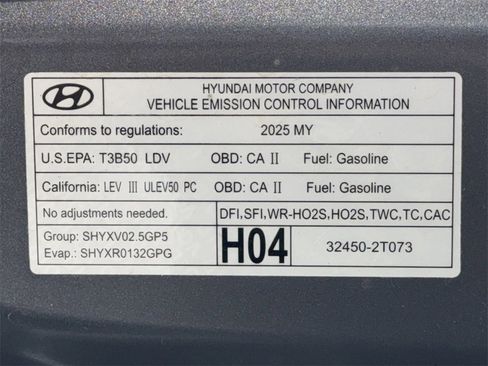 HYUNDAI MOTOR COMPANY
VEHICLE EMISSION CONTROL INFORMATION
Conforms to regulations: 2025 MY
U.S.EPA: T3B50 LDV OBD: CA II Fuel: Gasoline
California: LEV III ULEV50 PC OBD: CA II Fuel: Gasoline
No adjustments needed. DFI,SFI,WR-HO2S,HO2S,TWC,TC,CAC
Group: SHYXV02.5GP5
Evap.: SHYXR0132GPG
H04
32450-2T073